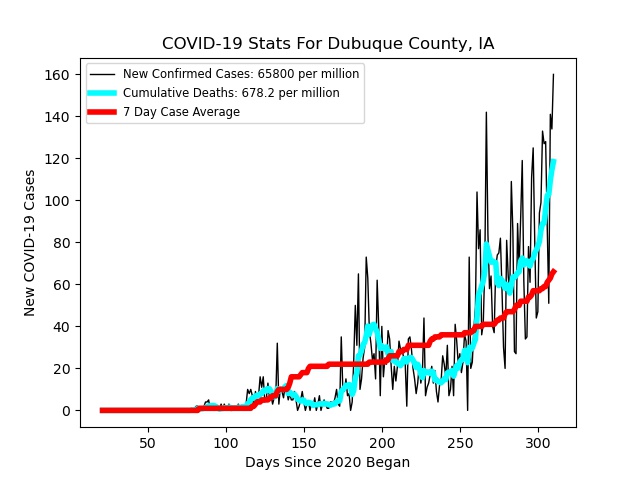 COVID-19 Stats For Dubuque County, IA
New Confirmed Cases: 65800 per million
Cumulative Deaths: 678.2 per million
7 Day Case Average
160
140
120
100
80
60
40
20
0
New COVID-19 Cases
50 100 150 200 250 300
Days Since 2020 Began